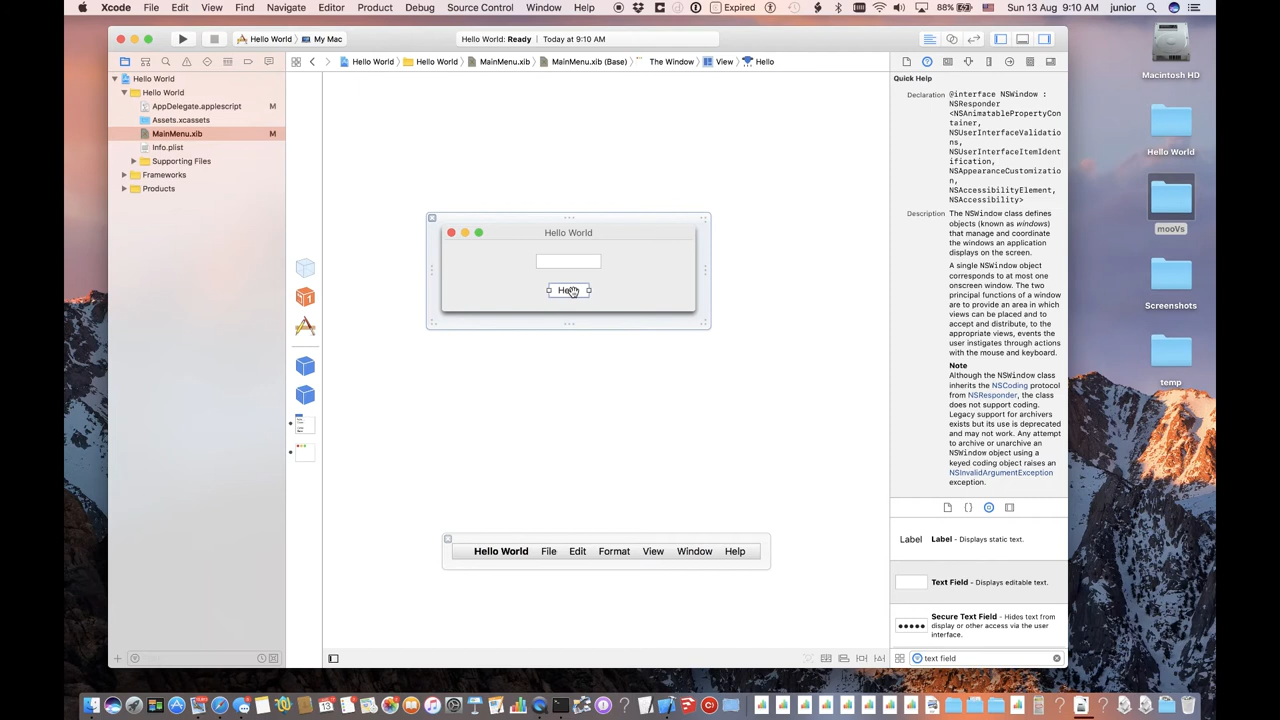 Xcode File Edit View Find Navigate Editor Product Debug Source Control Window Help
Expired 88% Sun 13 Aug 9:10 AM junior
Hello World My Mac
Hello World: Ready Today at 9:10 AM
Hello World Hello World MainMenu.xib MainMenu.xib (Base) The Window View Hello
Hello World
Hello World
AppDelegate.applescript M
Assets.xcassets
MainMenu.xib M
Info.plist
Supporting Files
Frameworks
Products
Hello World
Hello World File Edit Format View Window Help
Quick Help
Declaration @interface NSWindow :
NSResponder
<NSAnimatablePropertyCon
tainer,
NSUserInterfaceValidatio
ns,
NSUserInterfaceItemIdent
ification,
NSAppearanceCustomizatio
n,
NSAccessibilityElement,
NSAccessibility>
Description The NSWindow class defines
objects (known as windows)
that manage and coordinate
the windows an application
displays on the screen.
A single NSWindow object
corresponds to at most one
onscreen window. The two
principal functions of a window
are to provide an area in which
views can be placed and to
accept and distribute, to the
appropriate views, events the
user instigates through actions
with the mouse and keyboard.
Note
Although the NSWindow class
inherits the NSCoding protocol
from NSResponder, the class
does not support coding.
Legacy support for archivers
exists but its use is deprecated
and may not work. Any attempt
to archive or unarchive an
NSWindow object using a
keyed coding object raises an
NSInvalidArgumentException
exception.
Label Label - Displays static text.
Text Field - Displays editable text.
Secure Text Field - Hides text from
display or other access via the user
interface.
text field
Macintosh HD
Hello World
mooVs
Screenshots
temp